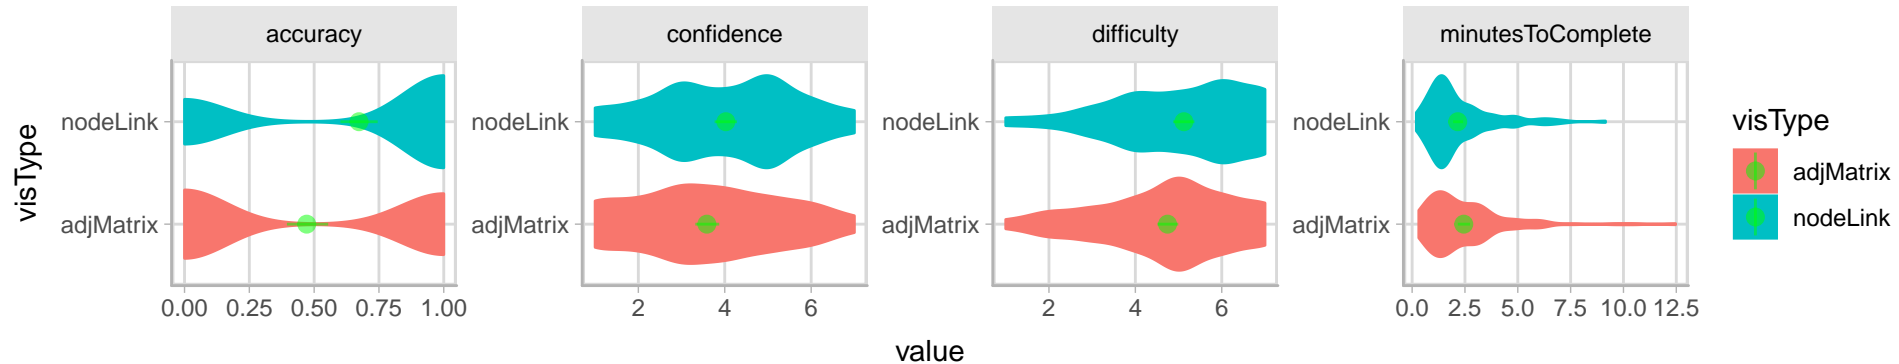 accuracy
confidence
difficulty
minutesToComplete
visType
nodeLink
adjMatrix
0.00 0.25 0.50 0.75 1.00
nodeLink
adjMatrix
2 4 6
nodeLink
adjMatrix
2 4 6
nodeLink
adjMatrix
0.0 2.5 5.0 7.5 10.0 12.5
value
visType
adjMatrix
nodeLink